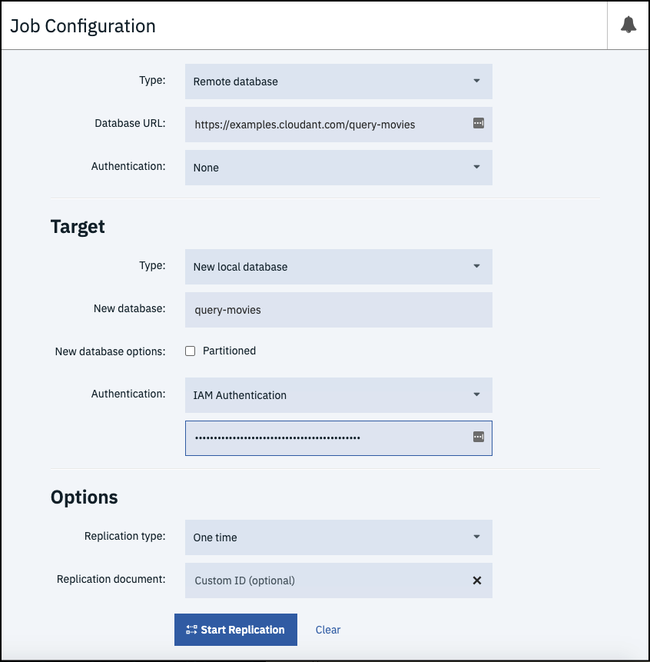 Job Configuration
Type: Remote database
Database URL: https://examples.cloudant.com/query-movies
Authentication: None
Target
Type: New local database
New database: query-movies
New database options: Partitioned
Authentication: IAM Authentication
••••••••••••••••••••••••••••••••••••••••••••
Options
Replication type: One time
Replication document: Custom ID (optional)
Start Replication Clear